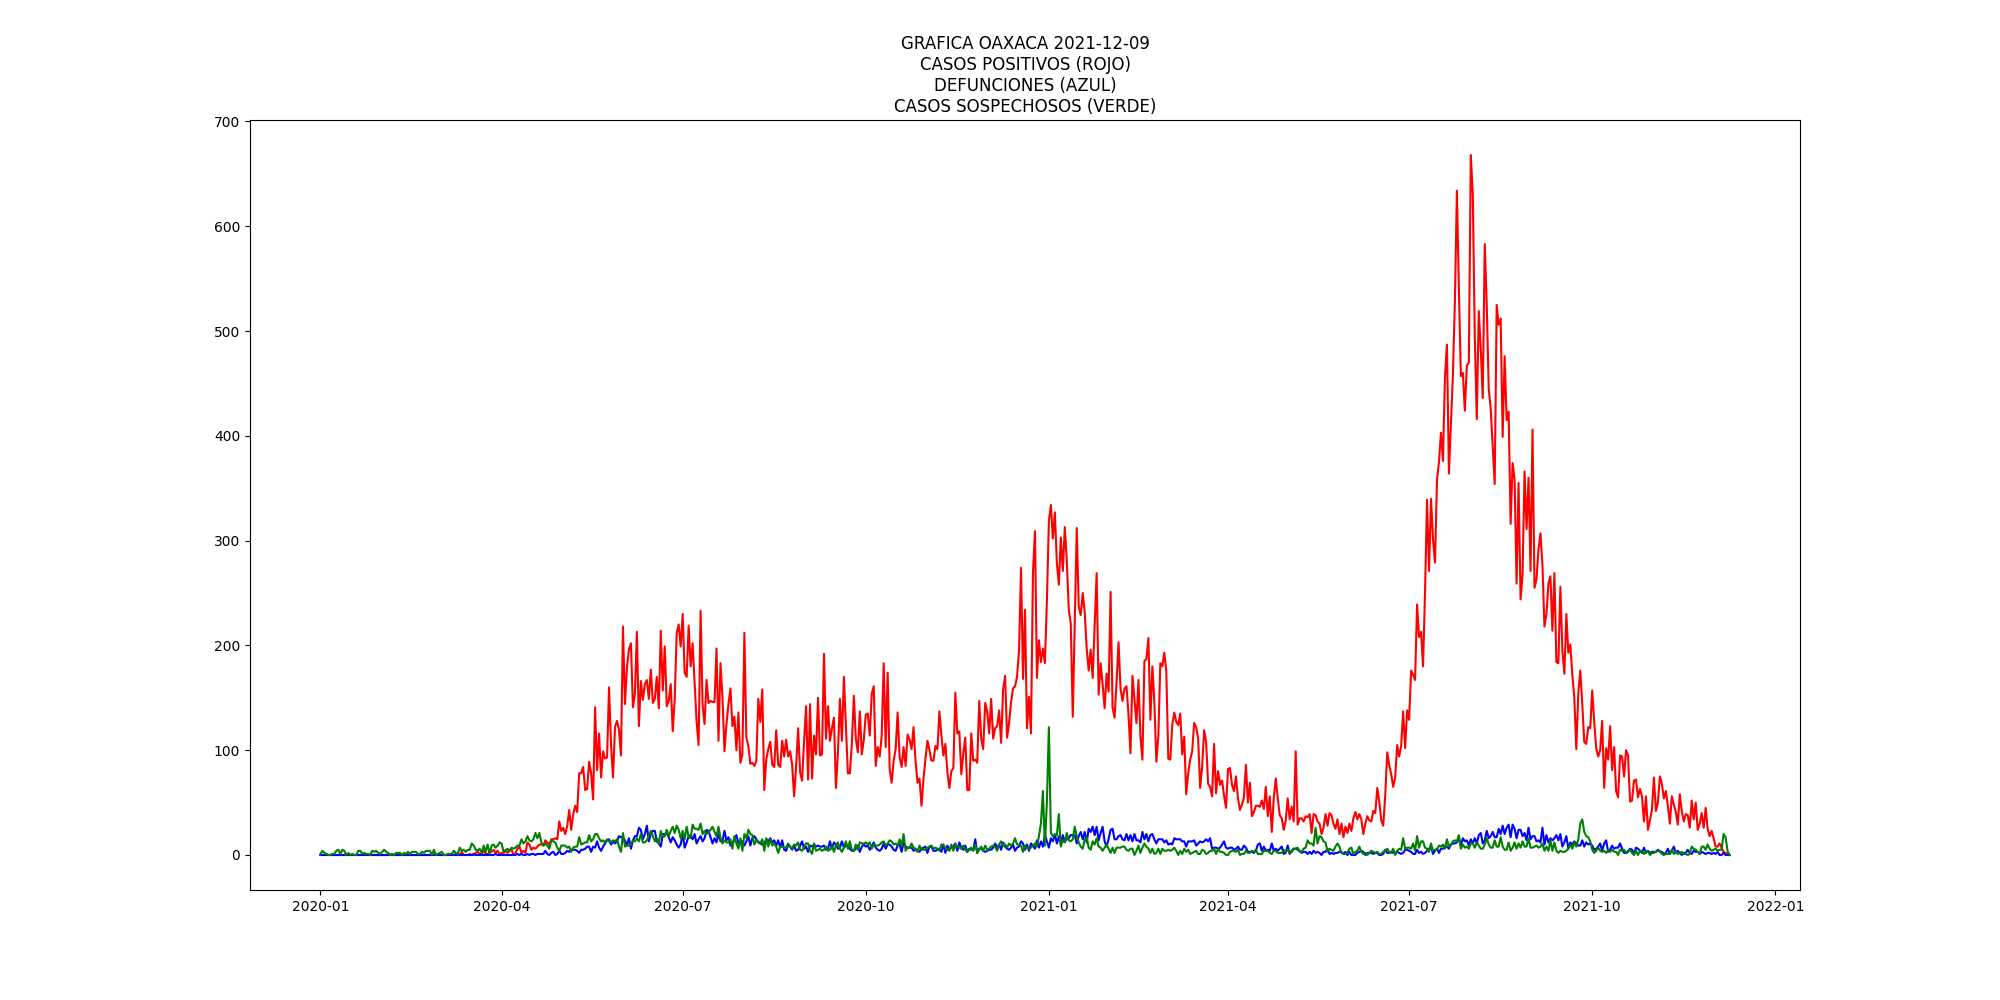 GRAFICA OAXACA 2021-12-09
CASOS POSITIVOS (ROJO)
DEFUNCIONES (AZUL)
CASOS SOSPECHOSOS (VERDE)
700
600
500
400
300
200
100
0
2020-01 2020-04 2020-07 2020-10 2021-01 2021-04 2021-07 2021-10 2022-01